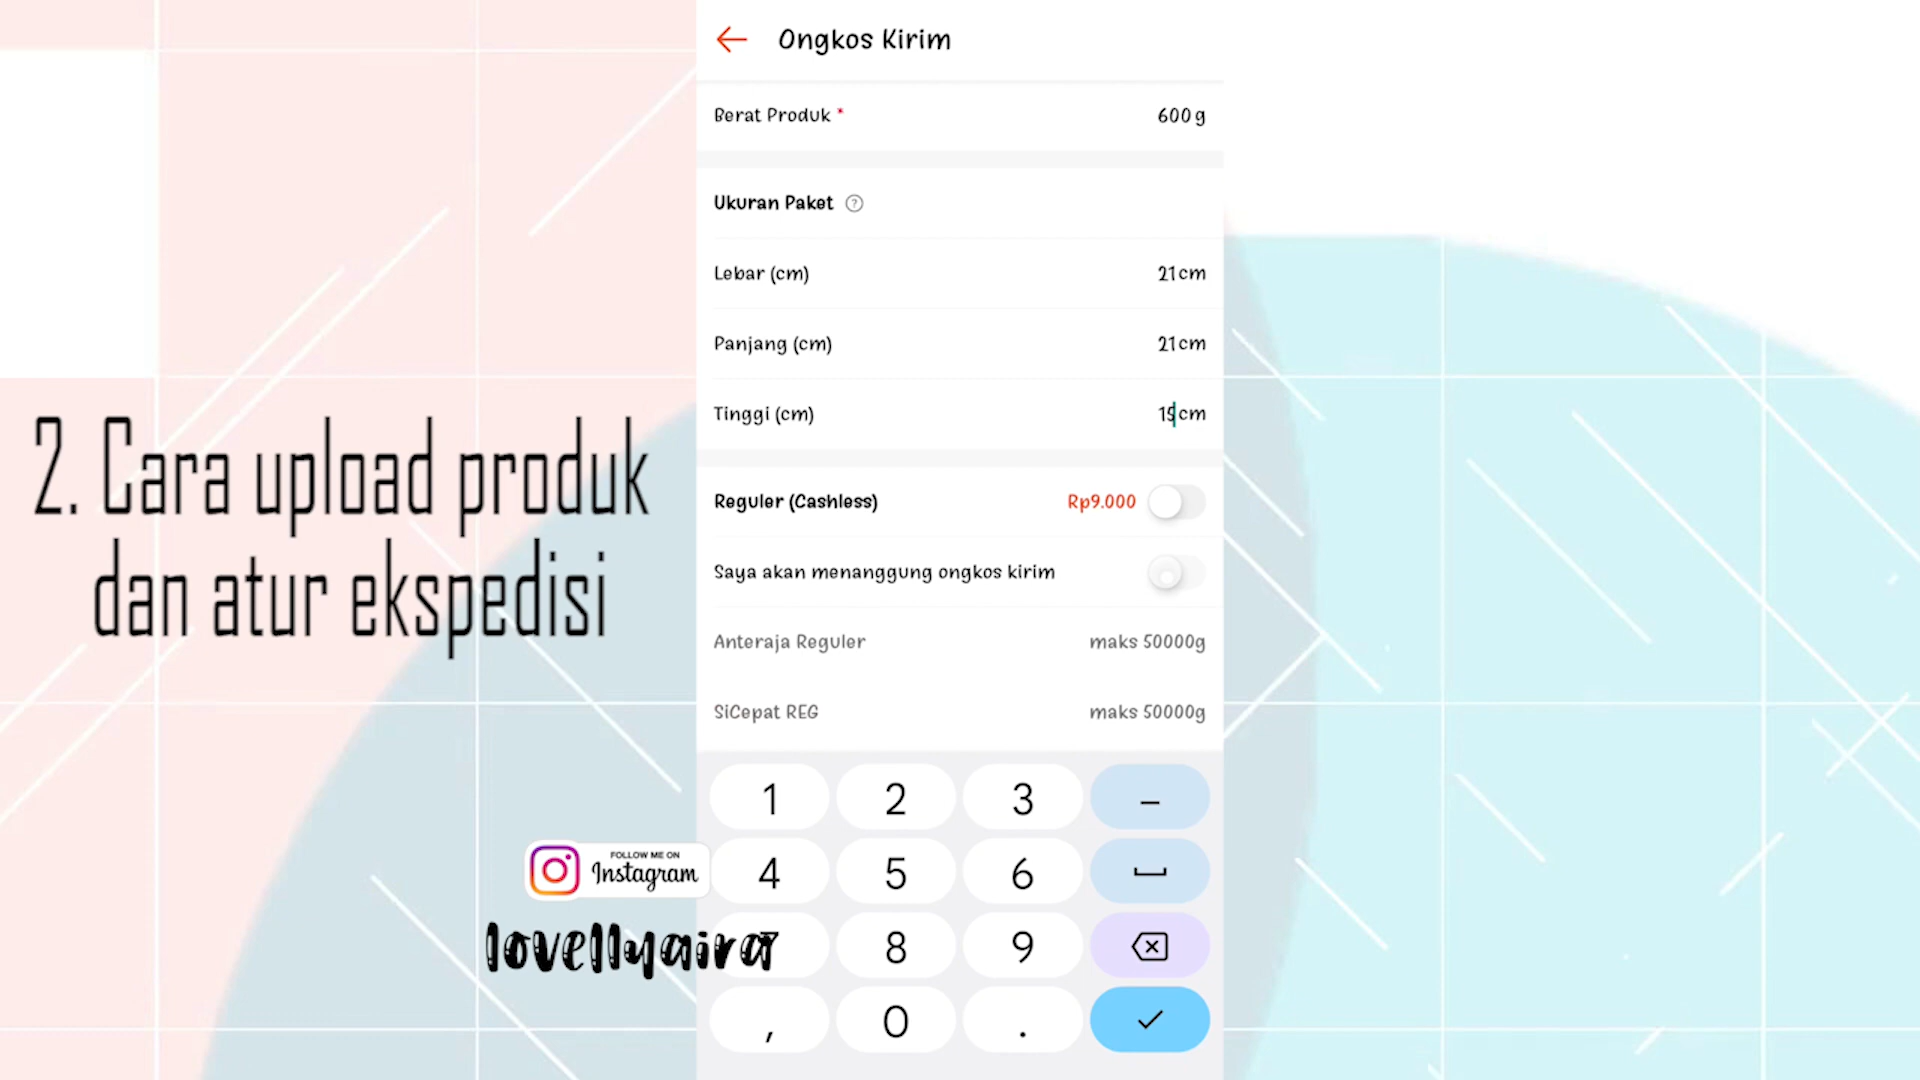 Ongkos Kirim
Berat Produk * 600 g
Ukuran Paket ?
Lebar (cm) 21 cm
Panjang (cm) 21 cm
Tinggi (cm) 15 cm
Reguler (Cashless) Rp9.000
Saya akan menanggung ongkos kirim
Anteraja Reguler maks 50000g
SiCepat REG maks 50000g
2. Cara upload produk
dan atur ekspedisi
FOLLOW ME ON
Instagram
lovellyaira
1 2 3 –
4 5 6
7 8 9
, 0 .